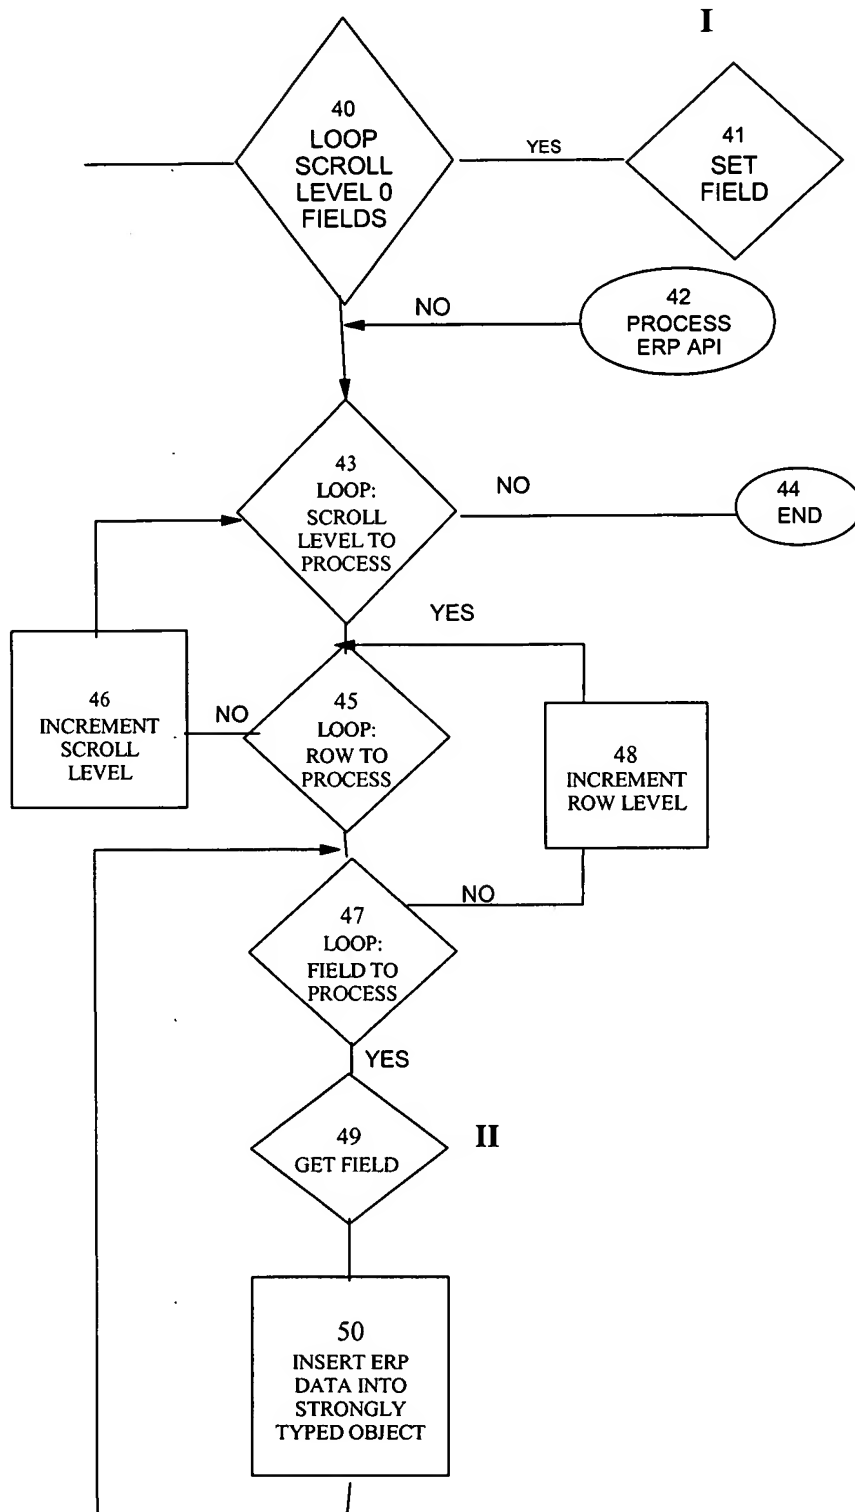 I
40
LOOP
SCROLL
LEVEL 0
FIELDS
YES
41
SET
FIELD
NO
42
PROCESS
ERP API
43
LOOP:
SCROLL
LEVEL TO
PROCESS
NO
44
END
YES
46
INCREMENT
SCROLL
LEVEL
NO
45
LOOP:
ROW TO
PROCESS
48
INCREMENT
ROW LEVEL
NO
47
LOOP:
FIELD TO
PROCESS
YES
49
GET FIELD
II
50
INSERT ERP
DATA INTO
STRONGLY
TYPED OBJECT